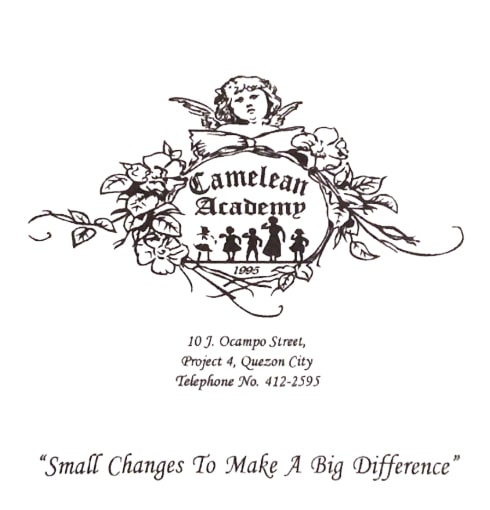 Camelean
Academy
1995
10 J. Ocampo Street,
Project 4, Quezon City
Telephone No. 412-2595
"Small Changes To Make A Big Difference"